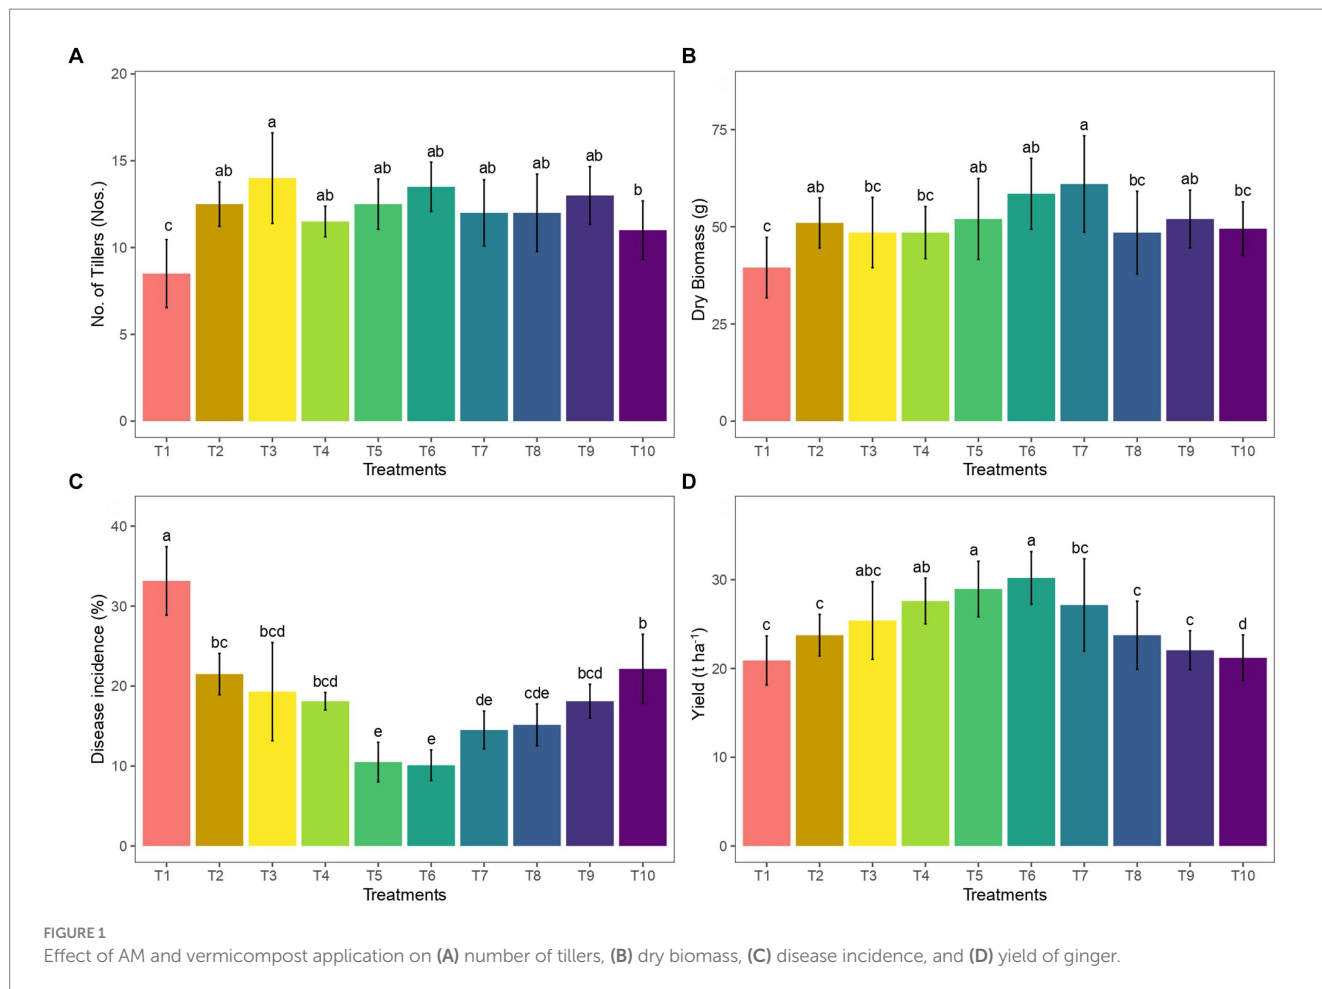 A
No. of Tillers (Nos.)
20
15
10
5
0
c
ab
a
ab
ab
ab
ab
ab
ab
b
T1 T2 T3 T4 T5 T6 T7 T8 T9 T10
Treatments
B
Dry Biomass (g)
75
50
25
0
c
ab
bc
bc
ab
ab
a
bc
ab
bc
T1 T2 T3 T4 T5 T6 T7 T8 T9 T10
Treatments
C
Disease incidence (%)
40
30
20
10
0
a
bc
bcd
bcd
e
e
de
cde
bcd
b
T1 T2 T3 T4 T5 T6 T7 T8 T9 T10
Treatments
D
Yield (t ha⁻¹)
30
20
10
0
c
c
abc
ab
a
a
bc
c
c
d
T1 T2 T3 T4 T5 T6 T7 T8 T9 T10
Treatments
FIGURE 1
Effect of AM and vermicompost application on (A) number of tillers, (B) dry biomass, (C) disease incidence, and (D) yield of ginger.